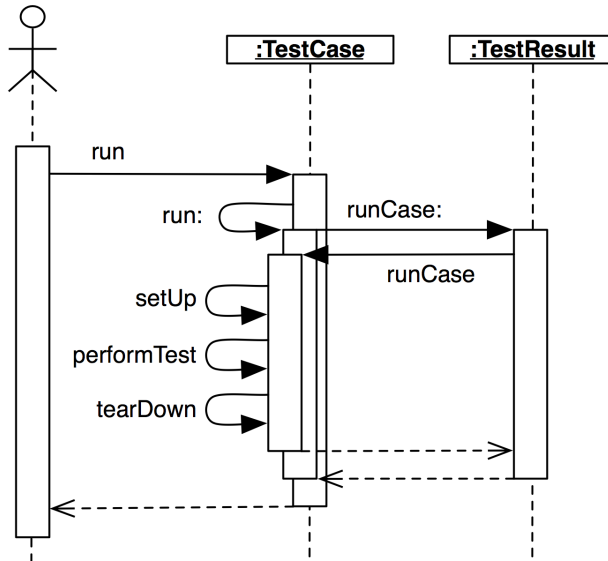 :TestCase
:TestResult
run
run:
runCase:
runCase
setUp
performTest
tearDown